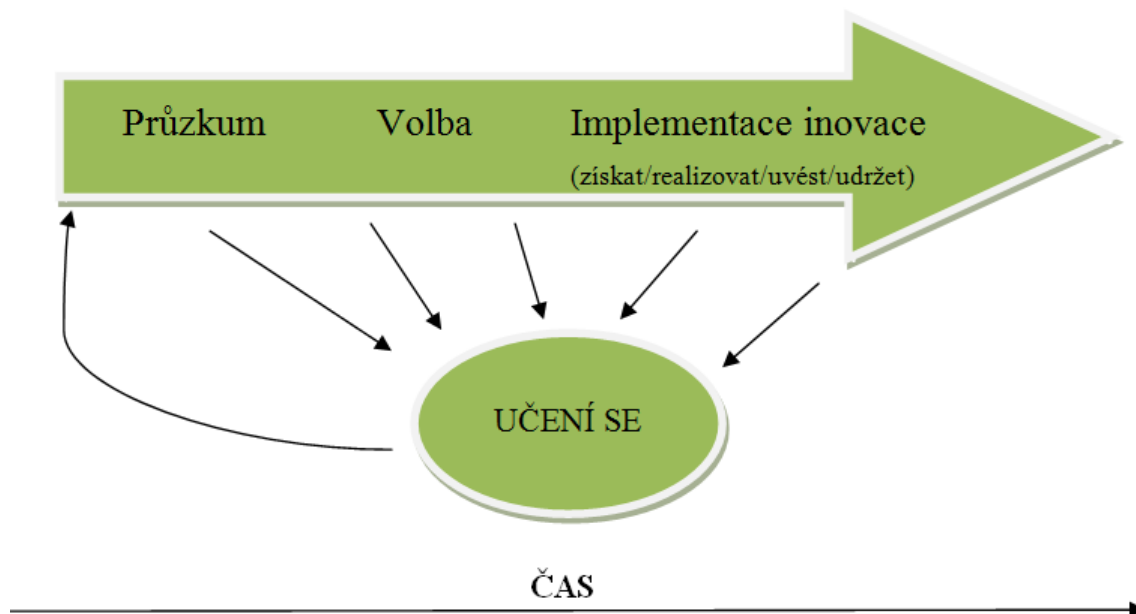 Průzkum Volba Implementace inovace
(získat/realizovat/uvést/udržet)
UČENÍ SE
ČAS